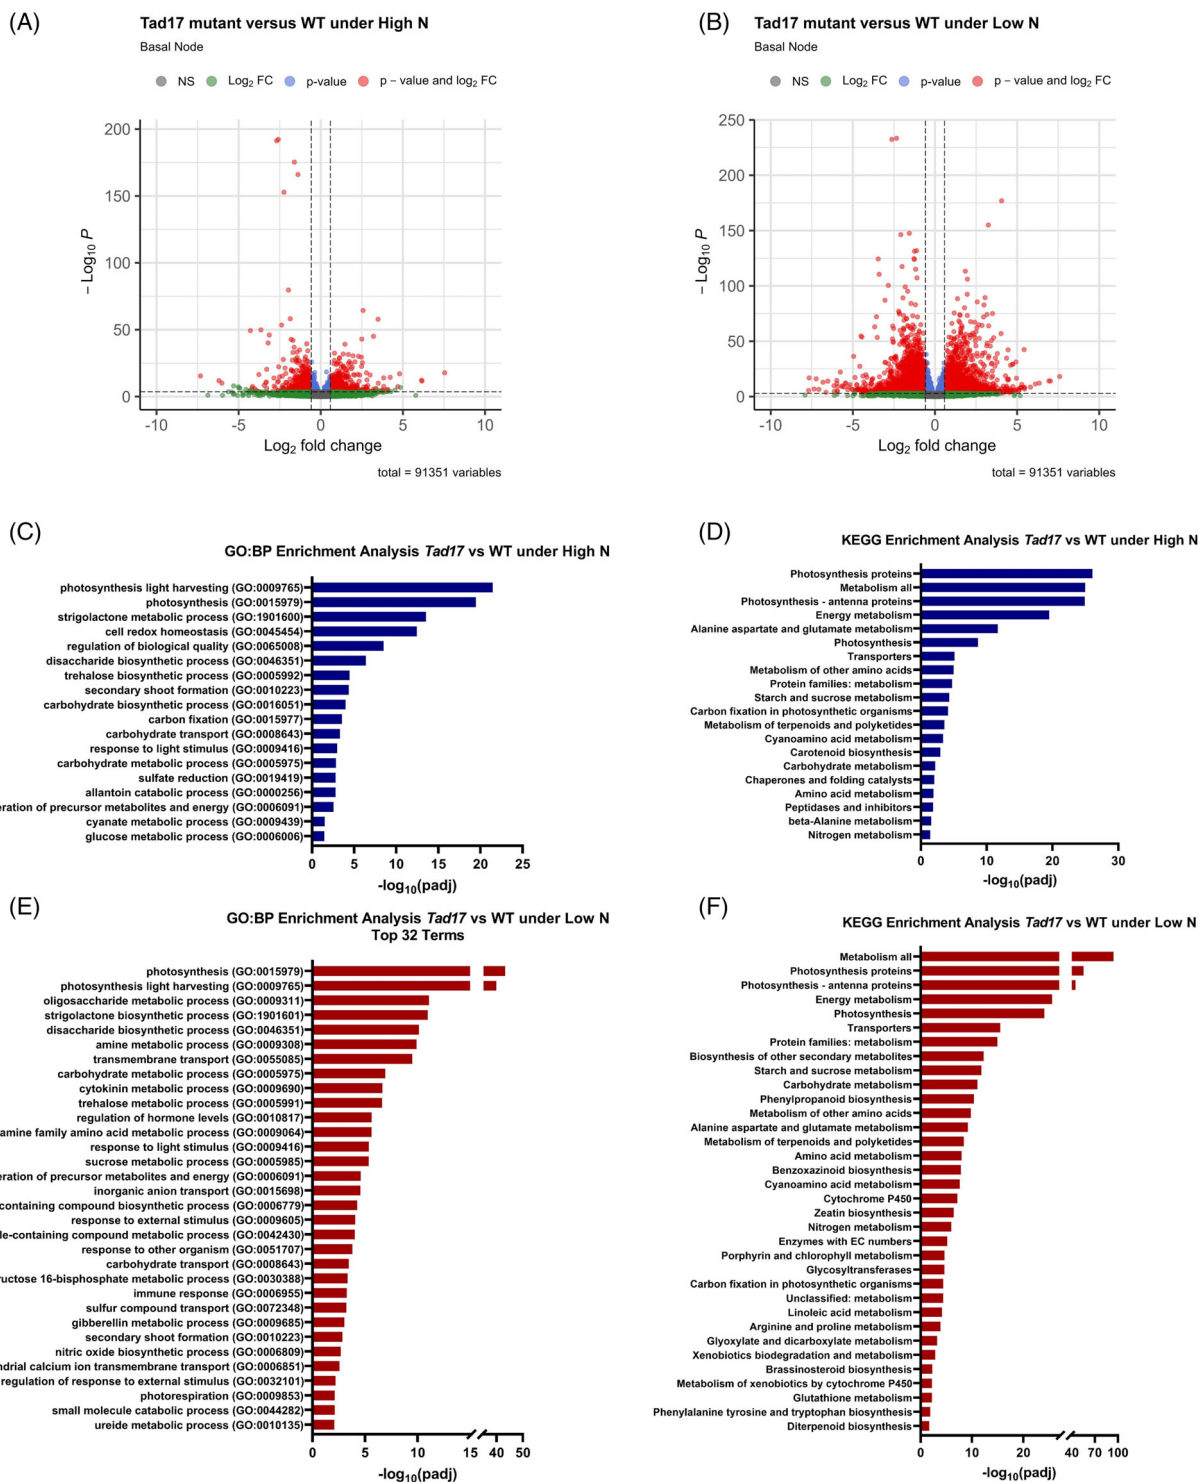 (A)
Tad17 mutant versus WT under High N
Basal Node
NS Log2 FC p-value p – value and log2 FC
200
150
100
50
0
– Log10 P
-10 -5 0 5 10
Log2 fold change
total = 91351 variables
(B)
Tad17 mutant versus WT under Low N
Basal Node
NS Log2 FC p-value p – value and log2 FC
250
200
150
100
50
0
– Log10 P
-10 -5 0 5 10
Log2 fold change
total = 91351 variables
(C)
GO:BP Enrichment Analysis Tad17 vs WT under High N
photosynthesis light harvesting (GO:0009765)
photosynthesis (GO:0015979)
strigolactone metabolic process (GO:1901600)
cell redox homeostasis (GO:0045454)
regulation of biological quality (GO:0065008)
disaccharide biosynthetic process (GO:0046351)
trehalose biosynthetic process (GO:0005992)
secondary shoot formation (GO:0010223)
carbohydrate biosynthetic process (GO:0016051)
carbon fixation (GO:0015977)
carbohydrate transport (GO:0008643)
response to light stimulus (GO:0009416)
carbohydrate metabolic process (GO:0005975)
sulfate reduction (GO:0019419)
allantoin catabolic process (GO:0000256)
eration of precursor metabolites and energy (GO:0006091)
cyanate metabolic process (GO:0009439)
glucose metabolic process (GO:0006006)
0 5 10 15 20 25
-log10(padj)
(D)
KEGG Enrichment Analysis Tad17 vs WT under High N
Photosynthesis proteins
Metabolism all
Photosynthesis - antenna proteins
Energy metabolism
Alanine aspartate and glutamate metabolism
Photosynthesis
Transporters
Metabolism of other amino acids
Protein families: metabolism
Starch and sucrose metabolism
Carbon fixation in photosynthetic organisms
Metabolism of terpenoids and polyketides
Cyanoamino acid metabolism
Carotenoid biosynthesis
Carbohydrate metabolism
Chaperones and folding catalysts
Amino acid metabolism
Peptidases and inhibitors
beta-Alanine metabolism
Nitrogen metabolism
0 10 20 30
-log10(padj)
(E)
GO:BP Enrichment Analysis Tad17 vs WT under Low N
Top 32 Terms
photosynthesis (GO:0015979)
photosynthesis light harvesting (GO:0009765)
oligosaccharide metabolic process (GO:0009311)
strigolactone biosynthetic process (GO:1901601)
disaccharide biosynthetic process (GO:0046351)
amine metabolic process (GO:0009308)
transmembrane transport (GO:0055085)
carbohydrate metabolic process (GO:0005975)
cytokinin metabolic process (GO:0009690)
trehalose metabolic process (GO:0005991)
regulation of hormone levels (GO:0010817)
amine family amino acid metabolic process (GO:0009064)
response to light stimulus (GO:0009416)
sucrose metabolic process (GO:0005985)
eration of precursor metabolites and energy (GO:0006091)
inorganic anion transport (GO:0015698)
containing compound biosynthetic process (GO:0006779)
response to external stimulus (GO:0009605)
le-containing compound metabolic process (GO:0042430)
response to other organism (GO:0051707)
carbohydrate transport (GO:0008643)
ructose 16-bisphosphate metabolic process (GO:0030388)
immune response (GO:0006955)
sulfur compound transport (GO:0072348)
gibberellin metabolic process (GO:0009685)
secondary shoot formation (GO:0010223)
nitric oxide biosynthetic process (GO:0006809)
ndrial calcium ion transmembrane transport (GO:0006851)
regulation of response to external stimulus (GO:0032101)
photorespiration (GO:0009853)
small molecule catabolic process (GO:0044282)
ureide metabolic process (GO:0010135)
0 5 10 15 40 50
-log10(padj)
(F)
KEGG Enrichment Analysis Tad17 vs WT under Low N
Metabolism all
Photosynthesis proteins
Photosynthesis - antenna proteins
Energy metabolism
Photosynthesis
Transporters
Protein families: metabolism
Biosynthesis of other secondary metabolites
Starch and sucrose metabolism
Carbohydrate metabolism
Phenylpropanoid biosynthesis
Metabolism of other amino acids
Alanine aspartate and glutamate metabolism
Metabolism of terpenoids and polyketides
Amino acid metabolism
Benzoxazinoid biosynthesis
Cyanoamino acid metabolism
Cytochrome P450
Zeatin biosynthesis
Nitrogen metabolism
Enzymes with EC numbers
Porphyrin and chlorophyll metabolism
Glycosyltransferases
Carbon fixation in photosynthetic organisms
Unclassified: metabolism
Linoleic acid metabolism
Arginine and proline metabolism
Glyoxylate and dicarboxylate metabolism
Xenobiotics biodegradation and metabolism
Brassinosteroid biosynthesis
Metabolism of xenobiotics by cytochrome P450
Glutathione metabolism
Phenylalanine tyrosine and tryptophan biosynthesis
Diterpenoid biosynthesis
0 10 20 40 70 100
-log10(padj)